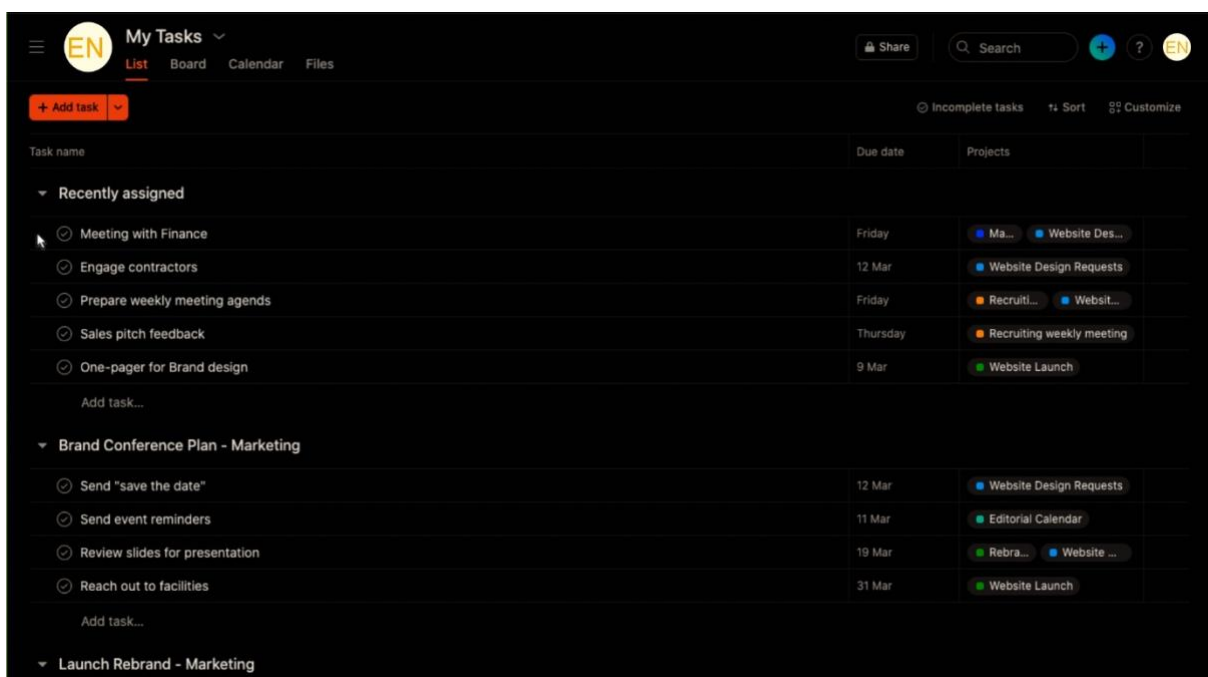 EN
My Tasks
List Board Calendar Files
Share
Search
+
?
EN
+ Add task
Incomplete tasks Sort Customize
Task name Due date Projects
Recently assigned
Meeting with Finance Friday Ma... Website Des...
Engage contractors 12 Mar Website Design Requests
Prepare weekly meeting agends Friday Recruiti... Websit...
Sales pitch feedback Thursday Recruiting weekly meeting
One-pager for Brand design 9 Mar Website Launch
Add task...
Brand Conference Plan - Marketing
Send "save the date" 12 Mar Website Design Requests
Send event reminders 11 Mar Editorial Calendar
Review slides for presentation 19 Mar Rebra... Website ...
Reach out to facilities 31 Mar Website Launch
Add task...
Launch Rebrand - Marketing